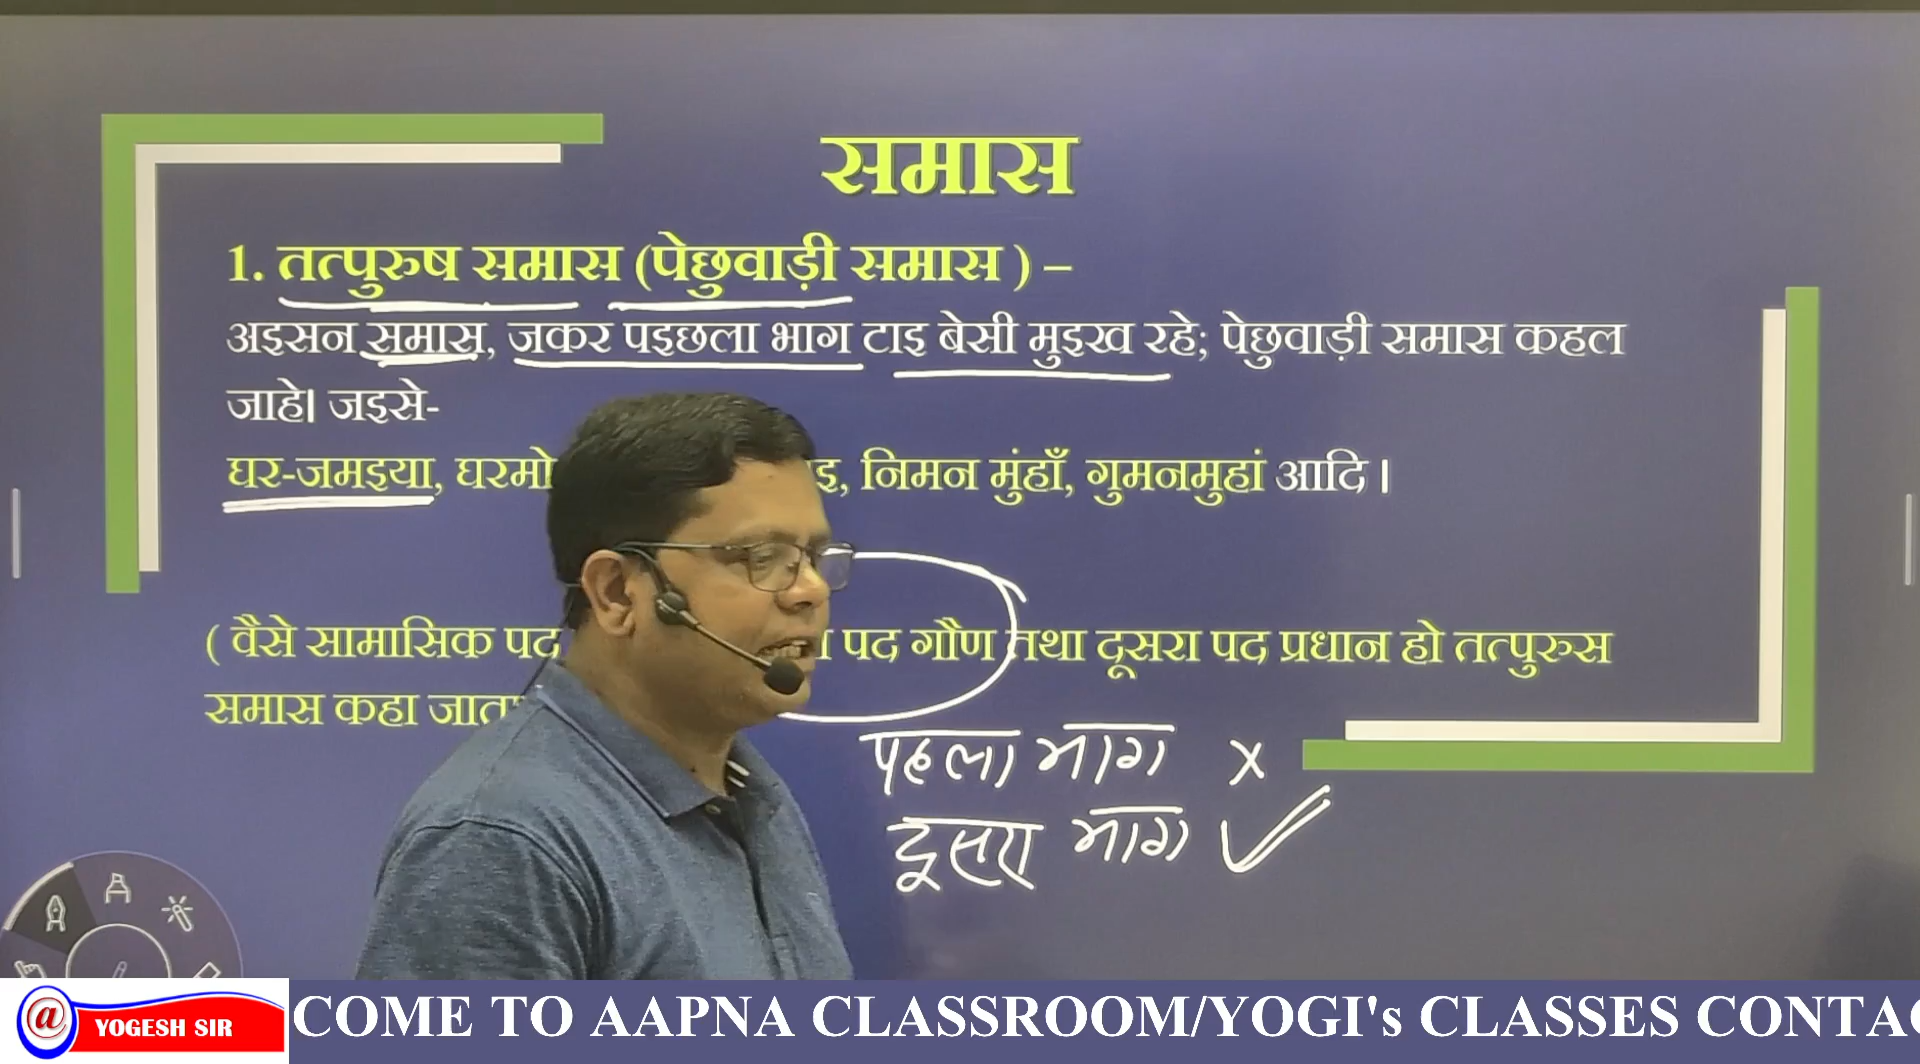 समास
1. तत्पुरुष समास (पेछुवाड़ी समास ) –
अइसन समास, जकर पइछला भाग टाइ बेसी मुइख रहे; पेछुवाड़ी समास कहल
जाहे। जइसे-
घर-जमइया, निमन मुंहाँ, गुमनमुहां आदि ।
( वैसे सामासिक पद पद गौण तथा दूसरा पद प्रधान हो तत्पुरुस
समास कहा
पहला भाग x
दूसरा भाग ✓
@ YOGESH SIR
COME TO AAPNA CLASSROOM/YOGI's CLASSES